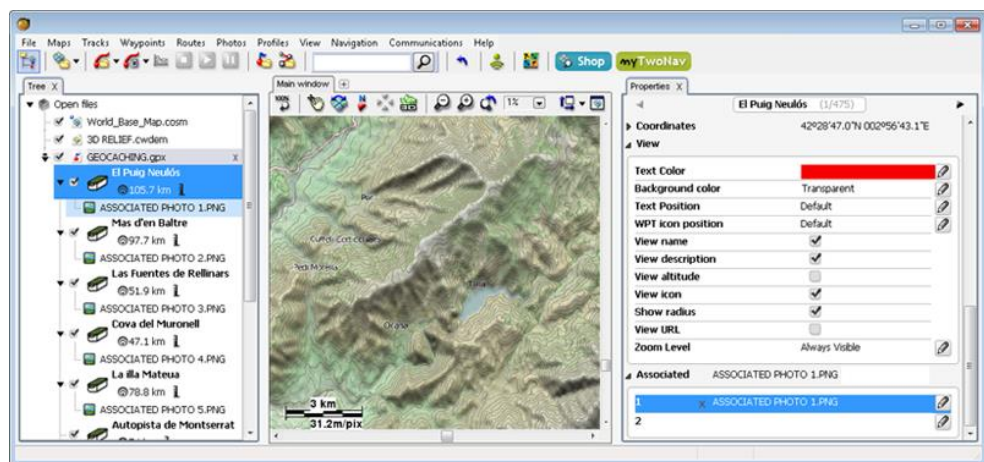 File Maps Tracks Waypoints Routes Photos Profiles View Navigation Communications Help
Shop
myTwoNav
Tree X
Open files
World_Base_Map.cosm
3D RELIEF.cwdem
GEOCACHING.gpx x
El Puig Neulós
105.7 km
ASSOCIATED PHOTO 1.PNG
Mas d'en Baltre
97.7 km
ASSOCIATED PHOTO 2.PNG
Las Fuentes de Rellinars
51.9 km
ASSOCIATED PHOTO 3.PNG
Cova del Muronell
47.1 km
ASSOCIATED PHOTO 4.PNG
La illa Mateua
78.8 km
ASSOCIATED PHOTO 5.PNG
Autopista de Montserrat
Main window
100%
1%
Ocaña
3 km
31.2m/pix
Properties X
El Puig Neulós (1/475)
Coordinates 42º28'47.0"N 002º56'43.1"E
View
Text Color
Background color Transparent
Text Position Default
WPT icon position Default
View name
View description
View altitude
View icon
Show radius
View URL
Zoom Level Always Visible
Associated ASSOCIATED PHOTO 1.PNG
1 x ASSOCIATED PHOTO 1.PNG
2